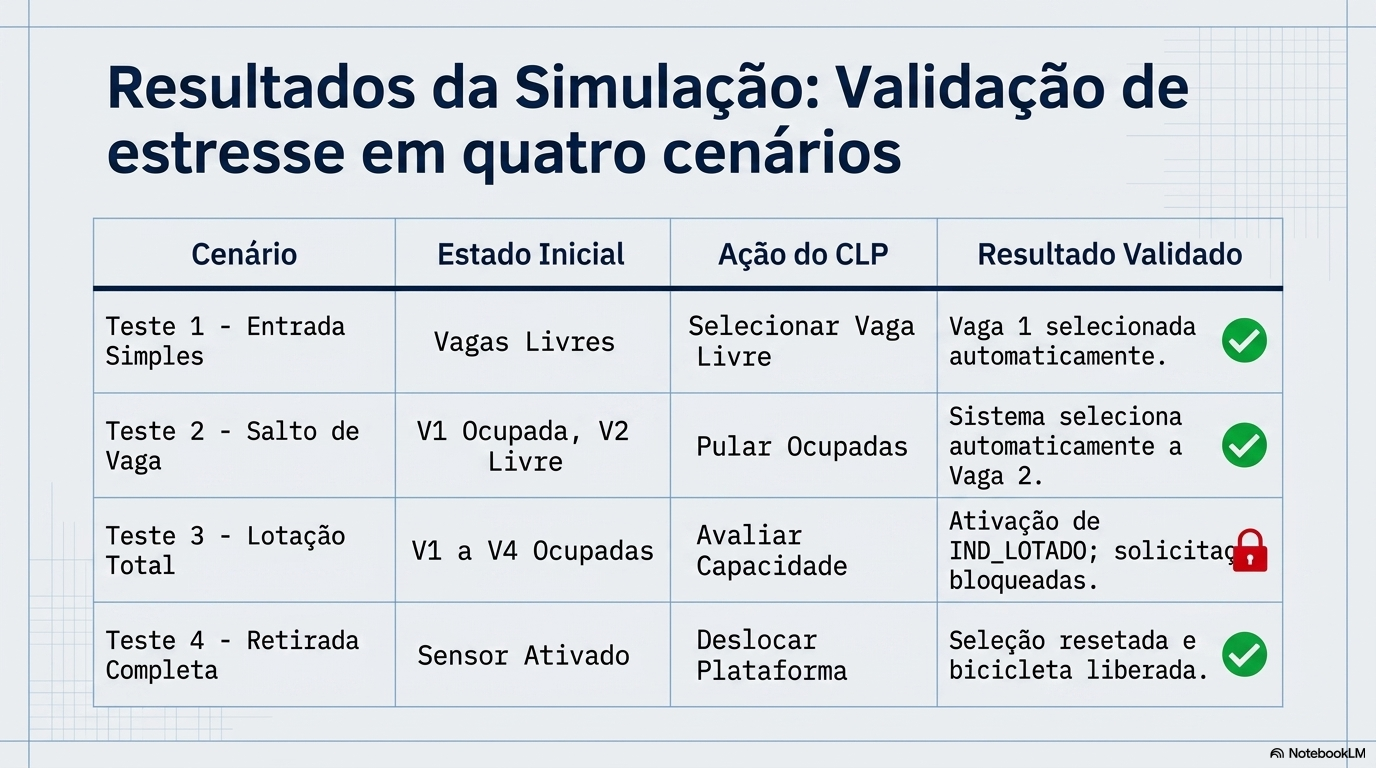 Resultados da Simulação: Validação de
estresse em quatro cenários
Cenário
Estado Inicial
Ação do CLP
Resultado Validado
Teste 1 - Entrada
Simples
Vagas Livres
Selecionar Vaga
Livre
Vaga 1 selecionada
automaticamente.
Teste 2 - Salto de
Vaga
V1 Ocupada, V2
Livre
Pular Ocupadas
Sistema seleciona
automaticamente a
Vaga 2.
Teste 3 - Lotação
Total
V1 a V4 Ocupadas
Avaliar
Capacidade
Ativação de
IND_LOTADO;
bloqueadas.
Teste 4 - Retirada
Completa
Sensor Ativado
Deslocar
Plataforma
Seleção resetada e
bicicleta liberada.
NotebookLM